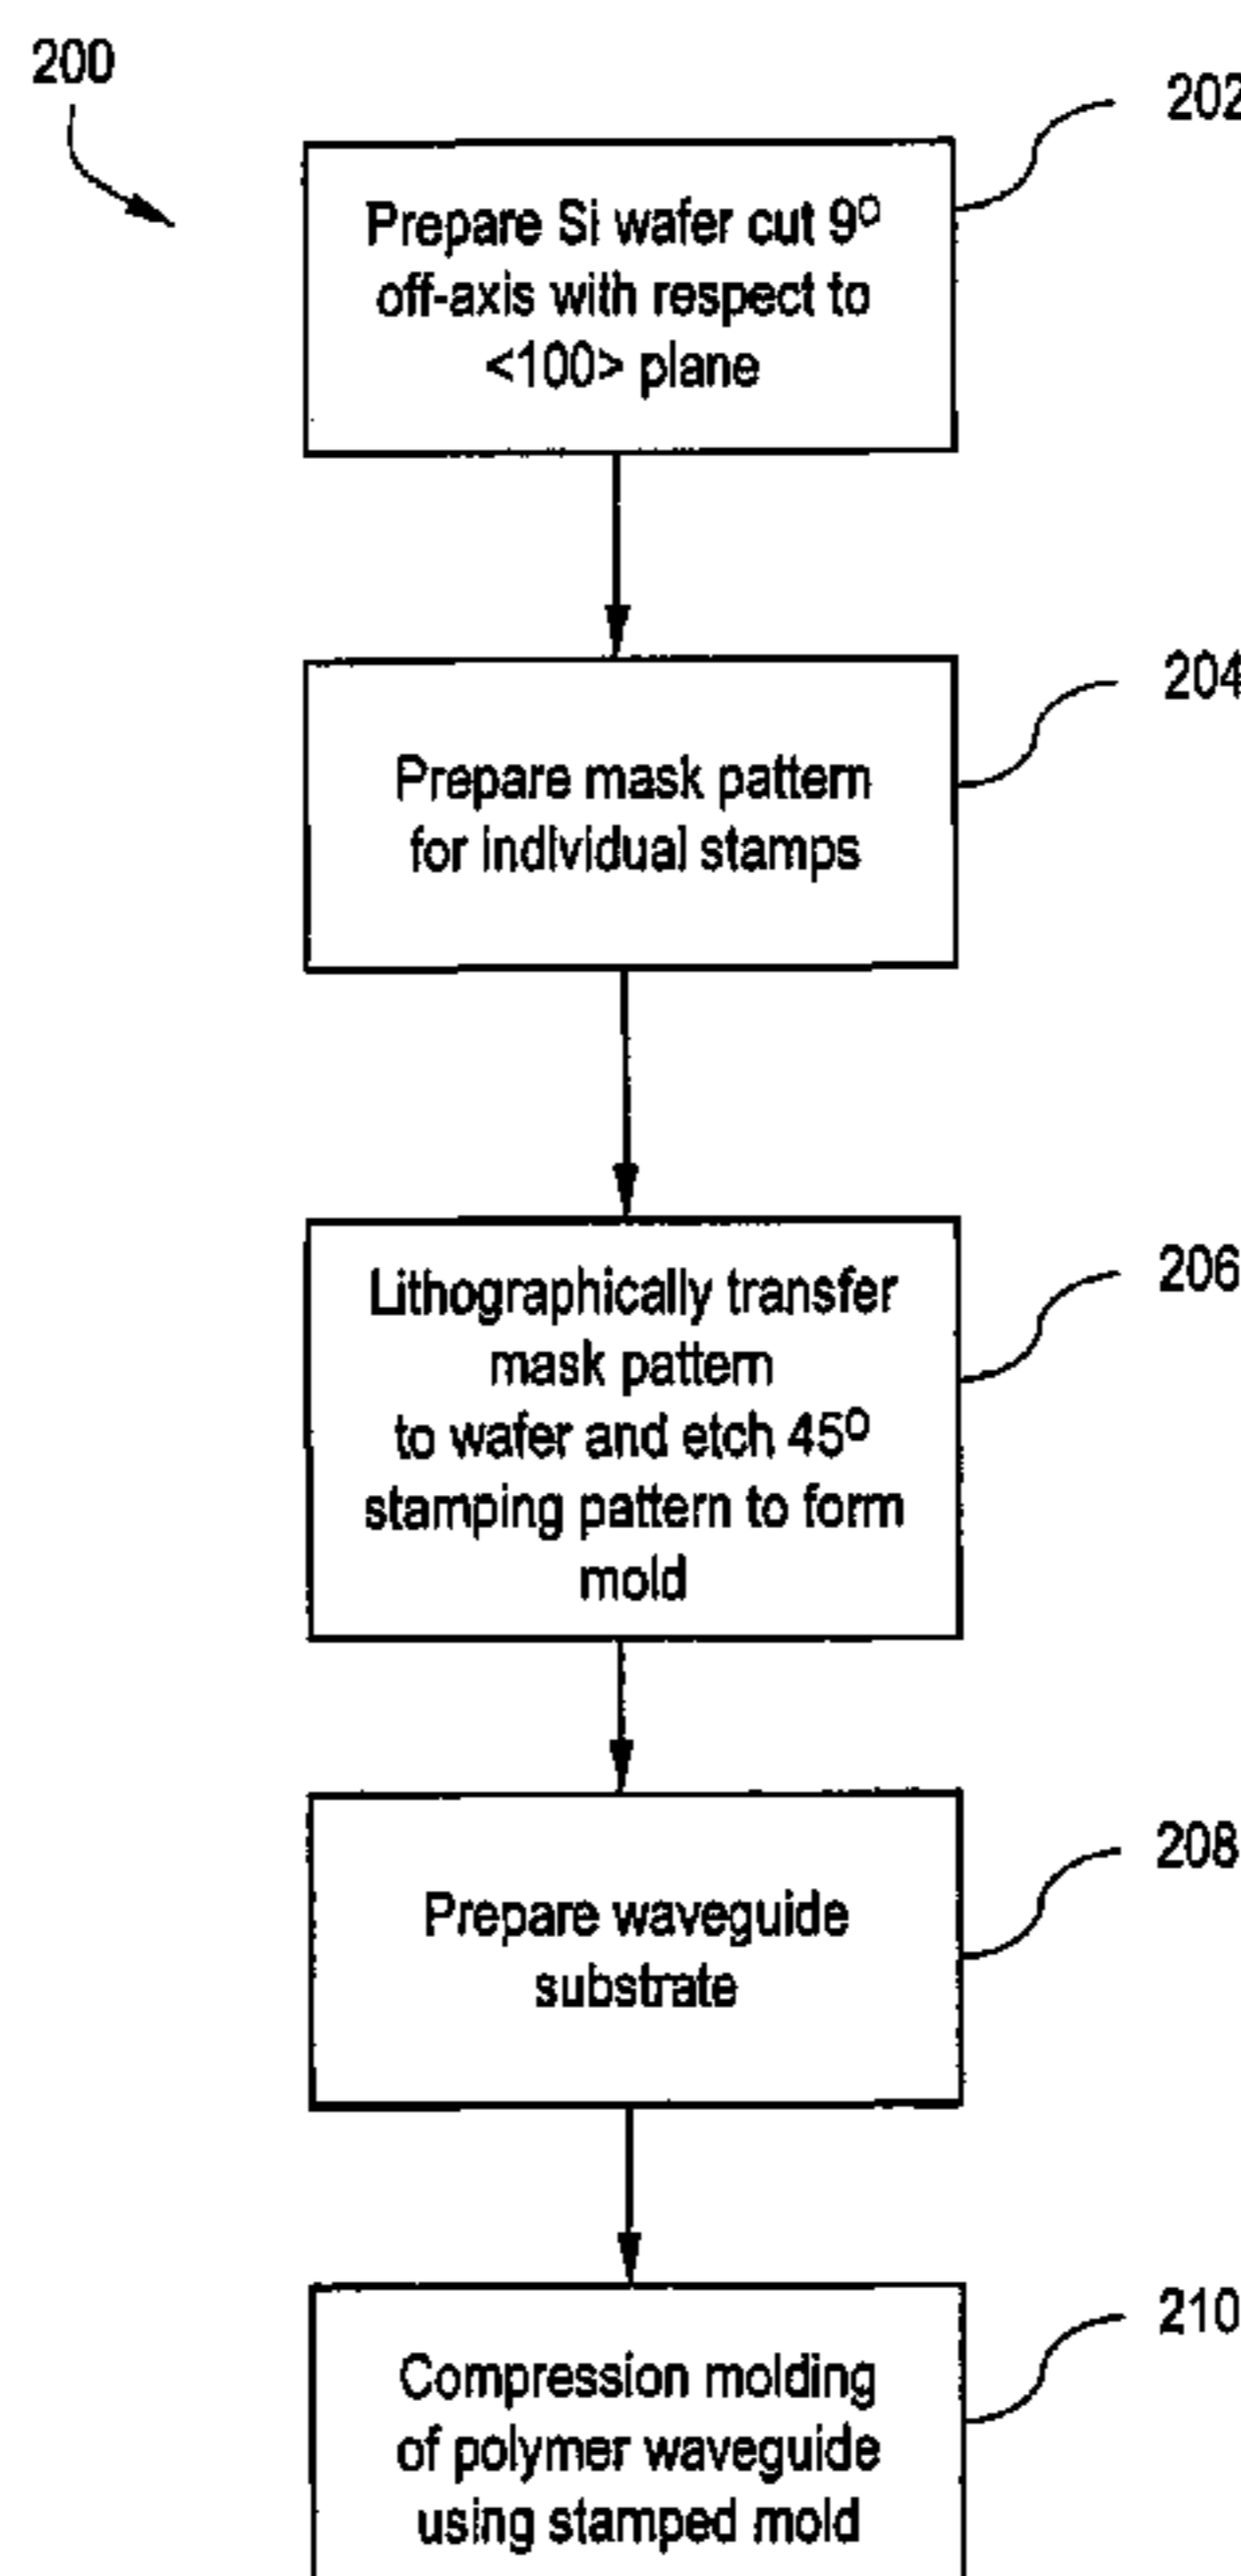 200
202
Prepare Si wafer cut 9º
off-axis with respect to
<100> plane
204
Prepare mask pattern
for individual stamps
206
Lithographically transfer
mask pattern
to wafer and etch 45º
stamping pattern to form
mold
208
Prepare waveguide
substrate
210
Compression molding
of polymer waveguide
using stamped mold